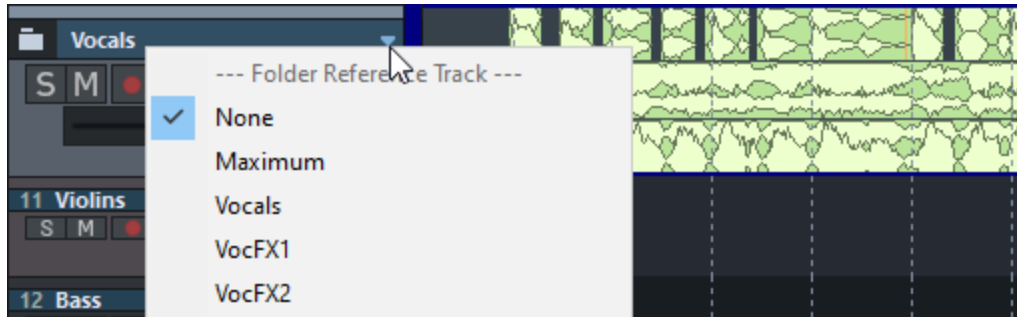 Vocals
--- Folder Reference Track ---
S M
None
Maximum
11 Violins
Vocals
S M
VocFX1
12 Bass
VocFX2